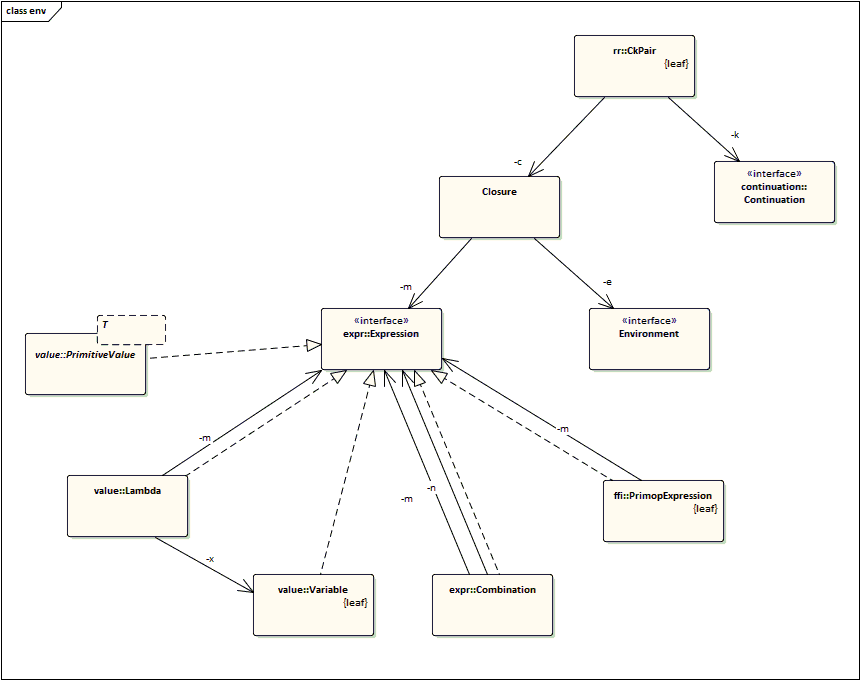 class env
rr::CkPair
{leaf}
-c
-k
«interface»
continuation::
Continuation
Closure
-m
-e
«interface»
expr::Expression
«interface»
Environment
T
value::PrimitiveValue
-m
-m
-n
-m
value::Lambda
ffi::PrimopExpression
{leaf}
-x
value::Variable
{leaf}
expr::Combination